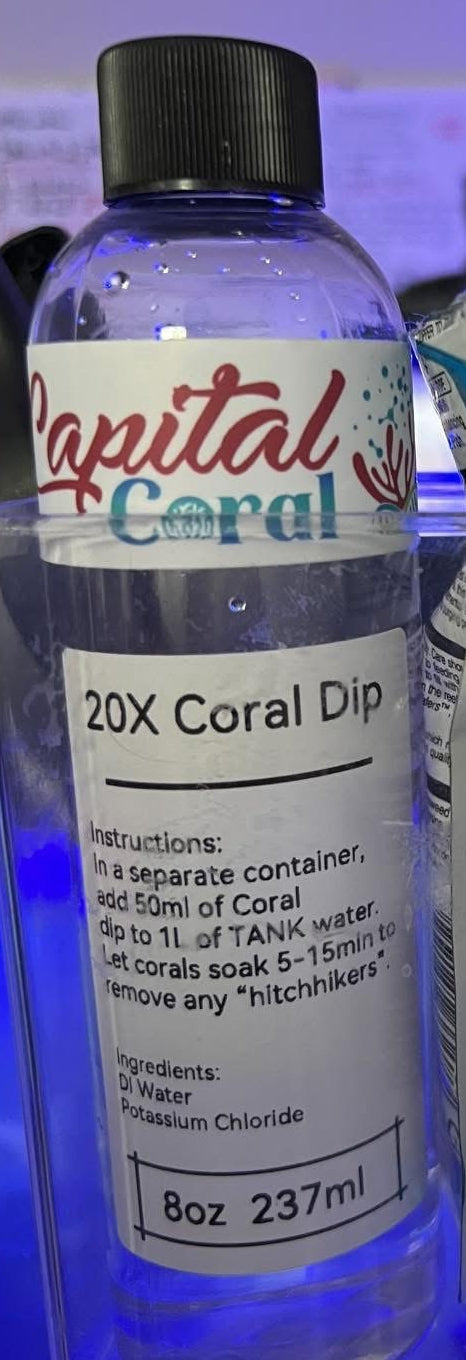 Capital
Coral
20X Coral Dip
Instructions:
In a separate container,
add 50ml of Coral
dip to 1L of TANK water.
Let corals soak 5-15min to
remove any “hitchhikers”.
Ingredients:
DI Water
Potassium Chloride
8oz 237ml